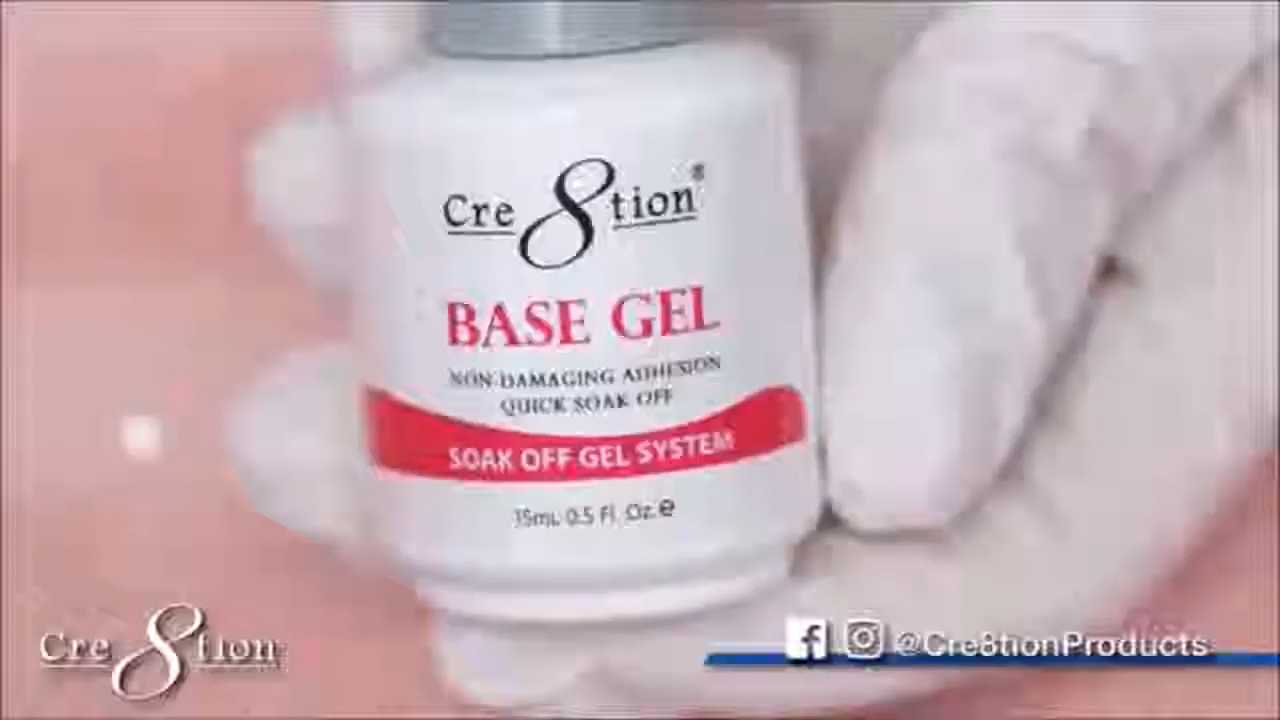 Cre8tion®
BASE GEL
NON-DAMAGING ADHESION
QUICK SOAK OFF
SOAK OFF GEL SYSTEM
15mL 0.5 Fl. Oz. e
Cre8tion
@Cre8tionProducts